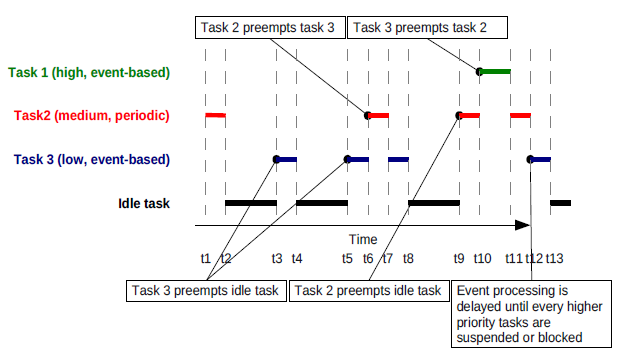 Task 2 preempts task 3
Task 3 preempts task 2
Task 1 (high, event-based)
Task2 (medium, periodic)
Task 3 (low, event-based)
Idle task
Time
t1 t2 t3 t4 t5 t6 t7 t8 t9 t10 t11 t12 t13
Task 3 preempts idle task
Task 2 preempts idle task
Event processing is
delayed until every higher
priority tasks are
suspended or blocked